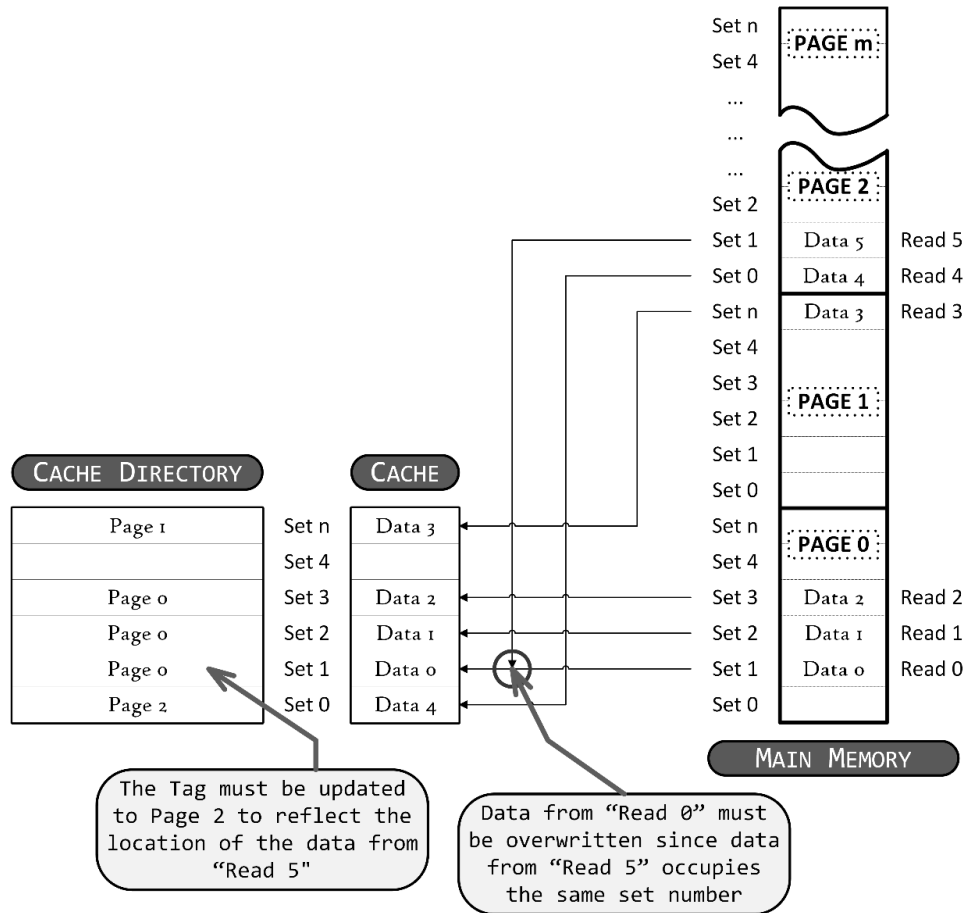 Set n
PAGE m
Set 4
...
...
...
PAGE 2
Set 2
Set 1 Data 5 Read 5
Set 0 Data 4 Read 4
Set n Data 3 Read 3
Set 4
Set 3
PAGE 1
Set 2
Set 1
Set 0
CACHE DIRECTORY CACHE
Page 1 Set n Data 3 Set n
PAGE 0
Set 4 Set 4
Page 0 Set 3 Data 2 Set 3 Data 2 Read 2
Page 0 Set 2 Data 1 Set 2 Data 1 Read 1
Page 0 Set 1 Data 0 Set 1 Data 0 Read 0
Page 2 Set 0 Data 4 Set 0
MAIN MEMORY
The Tag must be updated
to Page 2 to reflect the
location of the data from
“Read 5"
Data from “Read 0” must
be overwritten since data
from “Read 5” occupies
the same set number